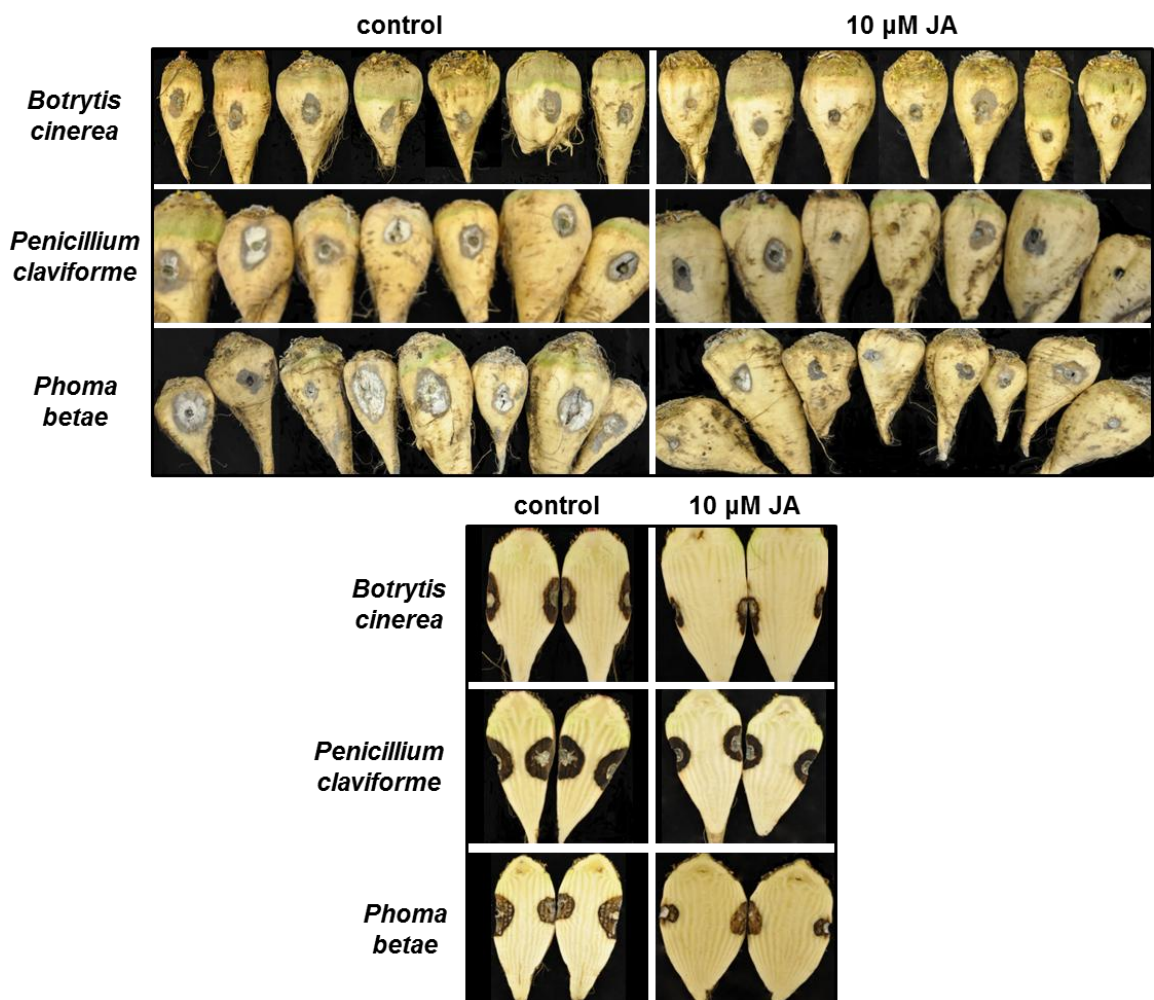 control
10 µM JA
Botrytis
cinerea
Penicillium
claviforme
Phoma
betae
control
10 µM JA
Botrytis
cinerea
Penicillium
claviforme
Phoma
betae